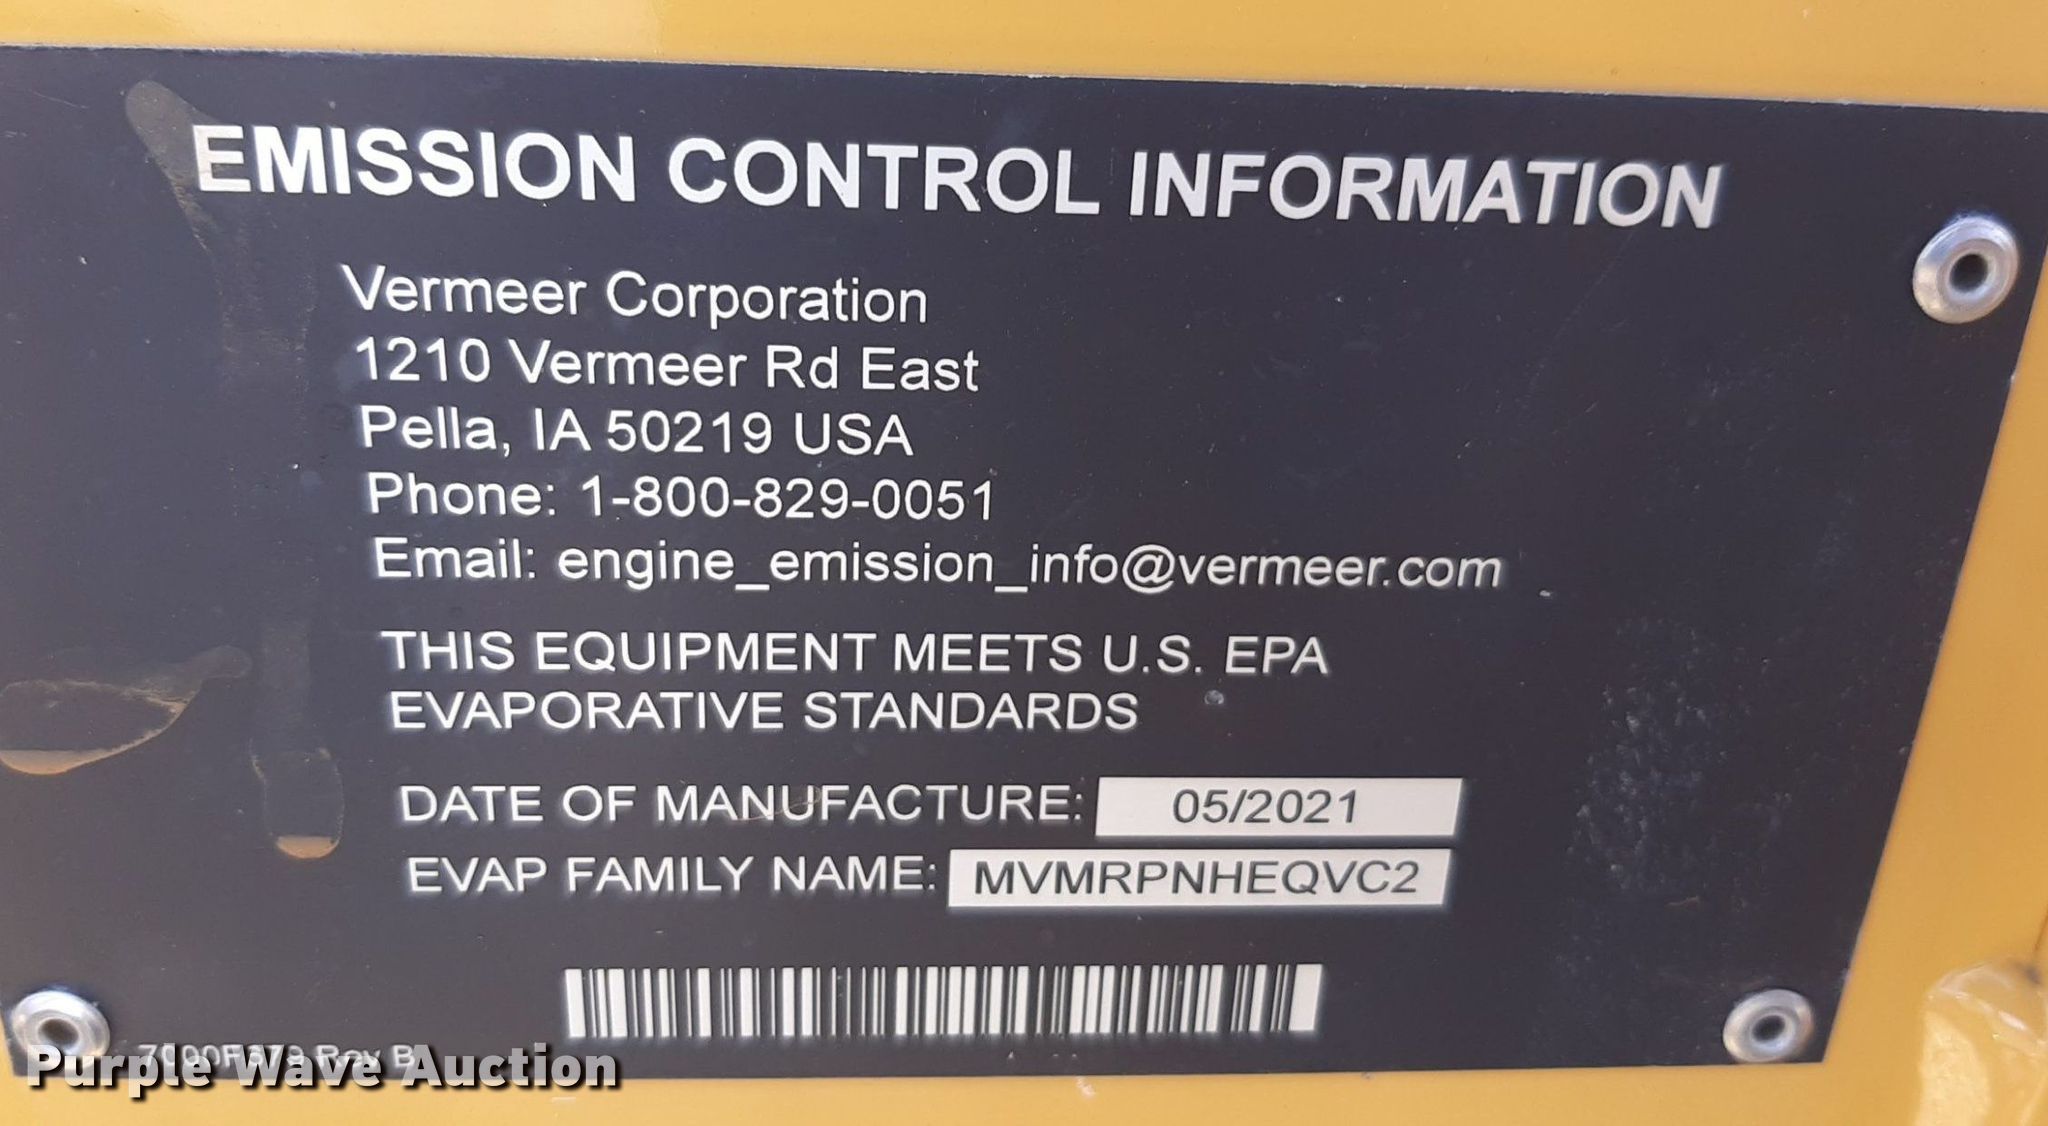 EMISSION CONTROL INFORMATION
Vermeer Corporation
1210 Vermeer Rd East
Pella, IA 50219 USA
Phone: 1-800-829-0051
Email: engine_emission_info@vermeer.com
THIS EQUIPMENT MEETS U.S. EPA
EVAPORATIVE STANDARDS
DATE OF MANUFACTURE: 05/2021
EVAP FAMILY NAME: MVMRPNHEQVC2
Rev B
Purple Wave Auction